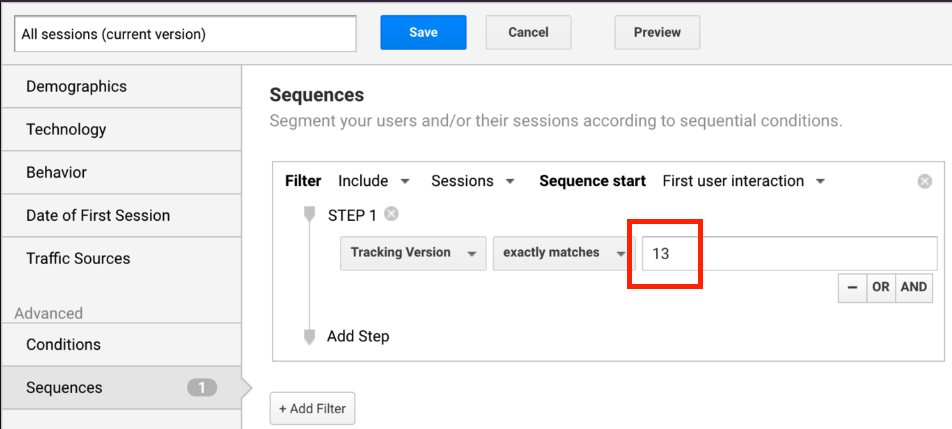 All sessions (current version) Save Cancel Preview
Demographics
Technology
Behavior
Date of First Session
Traffic Sources
Advanced
Conditions
Sequences 1
Sequences
Segment your users and/or their sessions according to sequential conditions.
Filter Include Sessions Sequence start First user interaction
STEP 1
Tracking Version exactly matches 13
– OR AND
Add Step
+ Add Filter